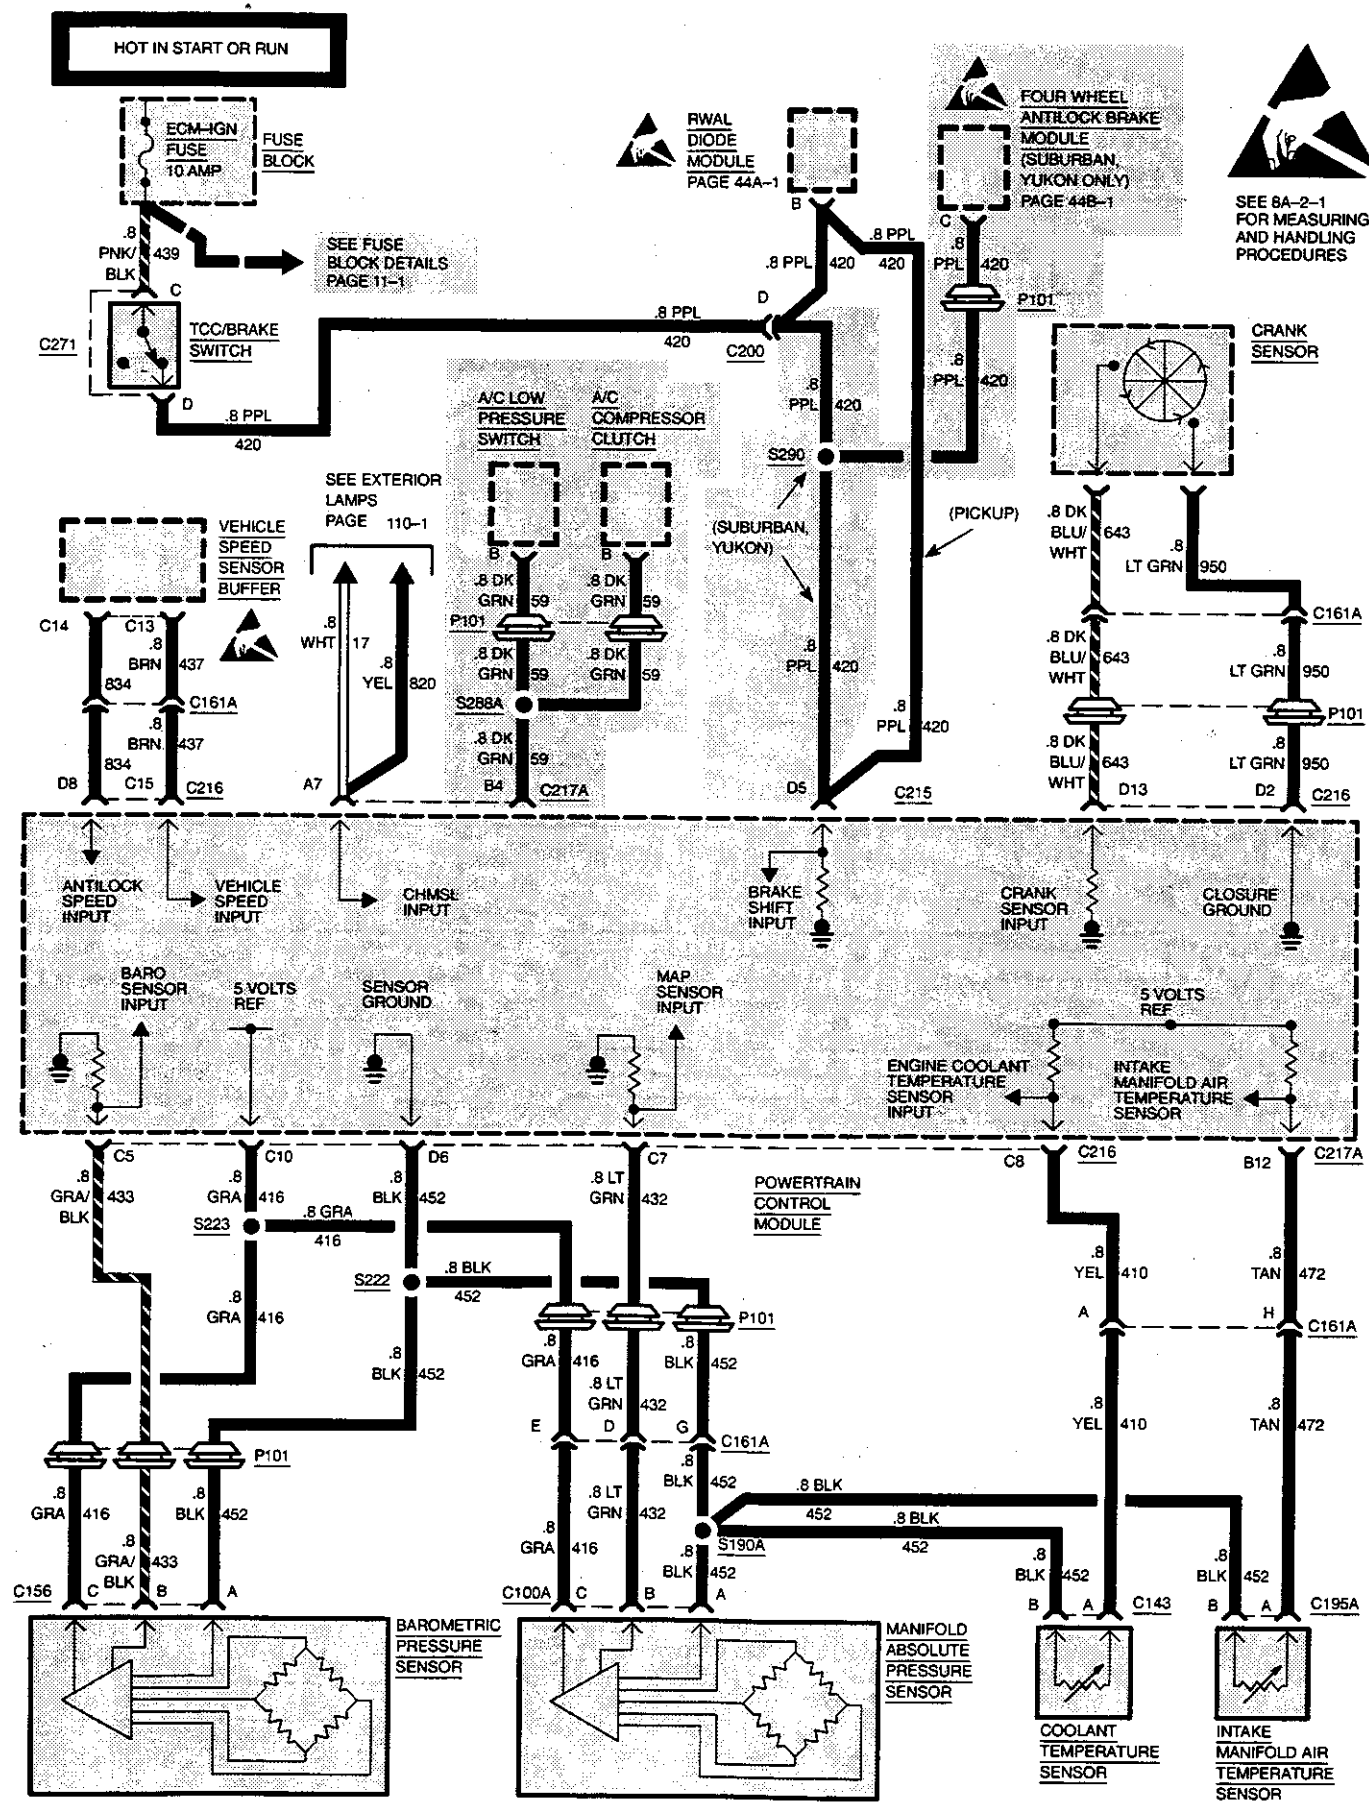 HOT IN START OR RUN
ECM-IGN
FUSE
10 AMP
FUSE
BLOCK
.8
PNK/
BLK
439
SEE FUSE
BLOCK DETAILS
PAGE 11-1
C
C271
TCC/BRAKE
SWITCH
D
.8 PPL
420
RWAL
DIODE
MODULE
PAGE 44A-1
B
.8 PPL
420
.8 PPL
420
FOUR WHEEL
ANTILOCK BRAKE
MODULE
(SUBURBAN,
YUKON ONLY)
PAGE 44B-1
C
.8
PPL
420
P101
.8
PPL
420
SEE 8A-2-1
FOR MEASURING
AND HANDLING
PROCEDURES
.8 PPL
420
D
C200
.8
PPL
420
S290
(SUBURBAN,
YUKON)
(PICKUP)
.8
PPL
420
.8
PPL
420
D5
C215
CRANK
SENSOR
.8 DK
BLU/
WHT
643
.8
LT GRN
950
C161A
.8 DK
BLU/
WHT
643
.8
LT GRN
950
P101
.8 DK
BLU/
WHT
643
.8
LT GRN
950
D13
D2
C216
A/C LOW
PRESSURE
SWITCH
A/C
COMPRESSOR
CLUTCH
B
B
.8 DK
GRN
59
.8 DK
GRN
59
P101
.8 DK
GRN
59
.8 DK
GRN
59
S288A
.8 DK
GRN
59
B4
C217A
SEE EXTERIOR
LAMPS
PAGE 110-1
.8
WHT
17
.8
YEL
820
A7
VEHICLE
SPEED
SENSOR
BUFFER
C14
C13
.8
BRN
437
834
C161A
.8
BRN
437
834
D8
C15
C216
ANTILOCK
SPEED
INPUT
VEHICLE
SPEED
INPUT
CHMSL
INPUT
BRAKE
SHIFT
INPUT
CRANK
SENSOR
INPUT
CLOSURE
GROUND
BARO
SENSOR
INPUT
5 VOLTS
REF
SENSOR
GROUND
MAP
SENSOR
INPUT
5 VOLTS
REF
ENGINE COOLANT
TEMPERATURE
SENSOR
INPUT
INTAKE
MANIFOLD AIR
TEMPERATURE
SENSOR
C5
C10
D6
C7
C8
C216
B12
C217A
POWERTRAIN
CONTROL
MODULE
.8
GRA/
BLK
433
.8
GRA
416
.8
BLK
452
.8 LT
GRN
432
S223
.8 GRA
416
S222
.8 BLK
452
.8
GRA
416
.8
BLK
452
P101
.8
GRA
416
.8 LT
GRN
432
.8
BLK
452
E
D
G
C161A
.8
YEL
410
.8
TAN
472
A
H
C161A
.8
YEL
410
.8
TAN
472
P101
.8
GRA
416
.8
GRA/
BLK
433
.8
BLK
452
C156
C
B
A
.8
GRA
416
.8 LT
GRN
432
.8
BLK
452
S190A
.8
BLK
452
C100A
C
B
A
.8 BLK
452
.8 BLK
452
.8
BLK
452
B
A
C143
.8
BLK
452
B
A
C195A
BAROMETRIC
PRESSURE
SENSOR
MANIFOLD
ABSOLUTE
PRESSURE
SENSOR
COOLANT
TEMPERATURE
SENSOR
INTAKE
MANIFOLD AIR
TEMPERATURE
SENSOR